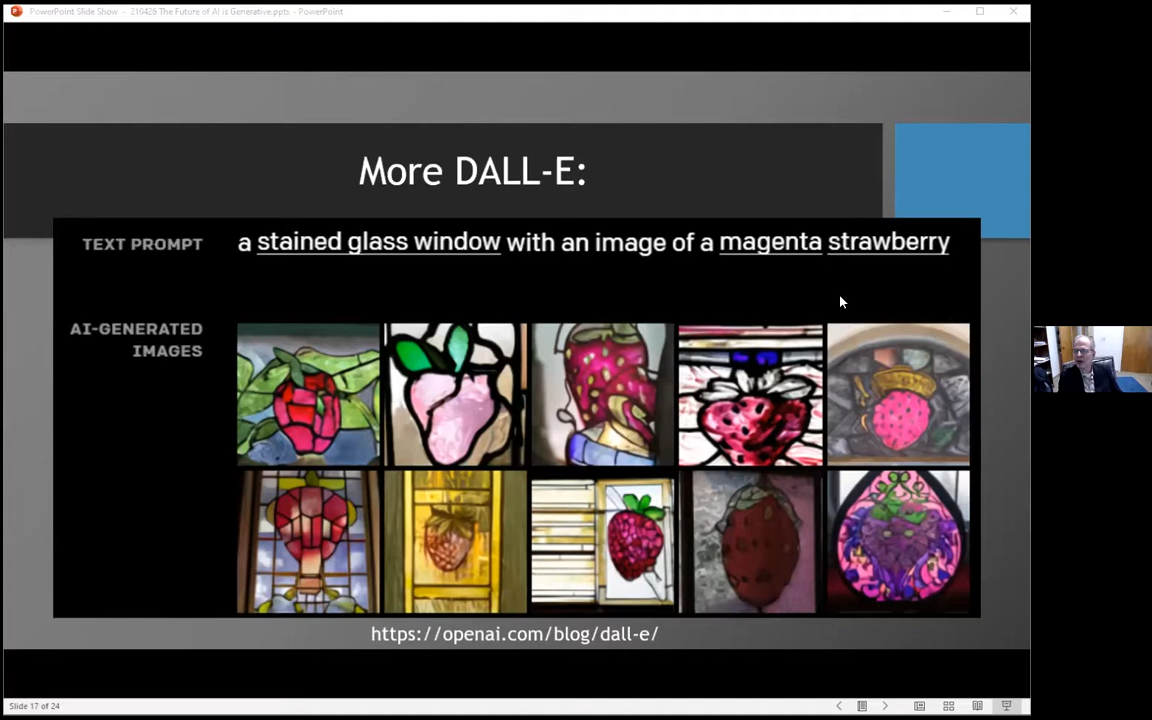 PowerPoint Slide Show - 210426 The Future of AI is Generative.ppts - PowerPoint
More DALL-E:
TEXT PROMPT
a stained glass window with an image of a magenta strawberry
AI-GENERATED
IMAGES
https://openai.com/blog/dall-e/
Slide 17 of 24